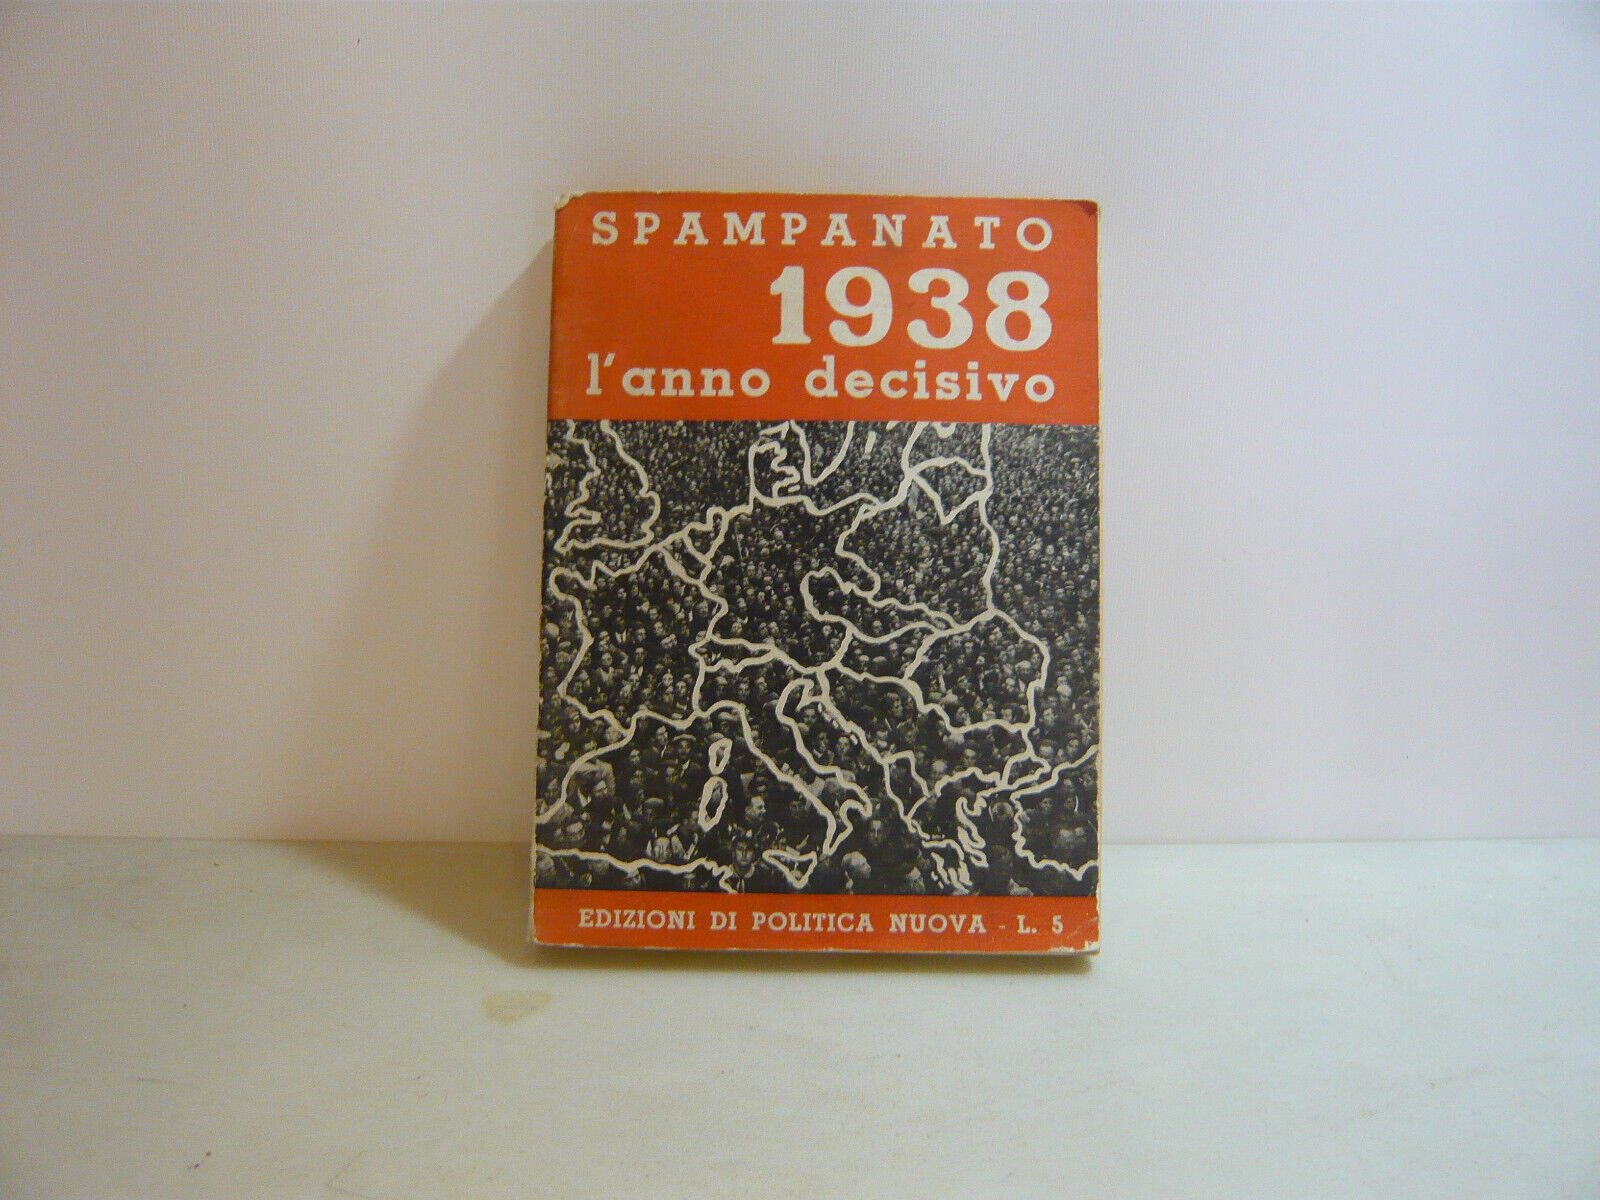 SPAMPANATO
1938
l'anno decisivo
EDIZIONI DI POLITICA NUOVA - L. 5